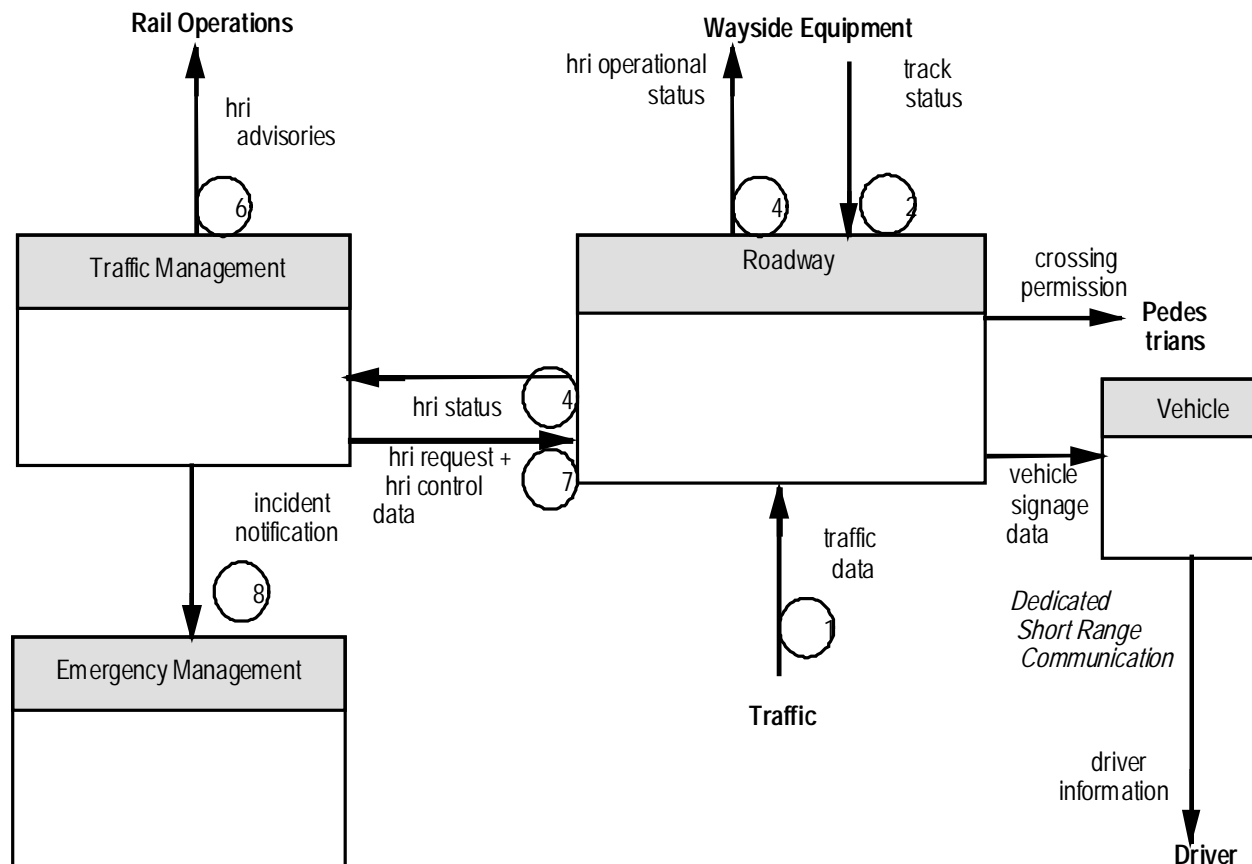 Rail Operations
Wayside Equipment
hri operational
status
track
status
hri
advisories
6
4
2
Traffic Management
Roadway
crossing
permission
Pedes
trians
4
hri status
Vehicle
hri request +
hri control
data
7
incident
notification
vehicle
signage
data
traffic
data
8
1
Dedicated
Short Range
Communication
Emergency Management
Traffic
driver
information
Driver